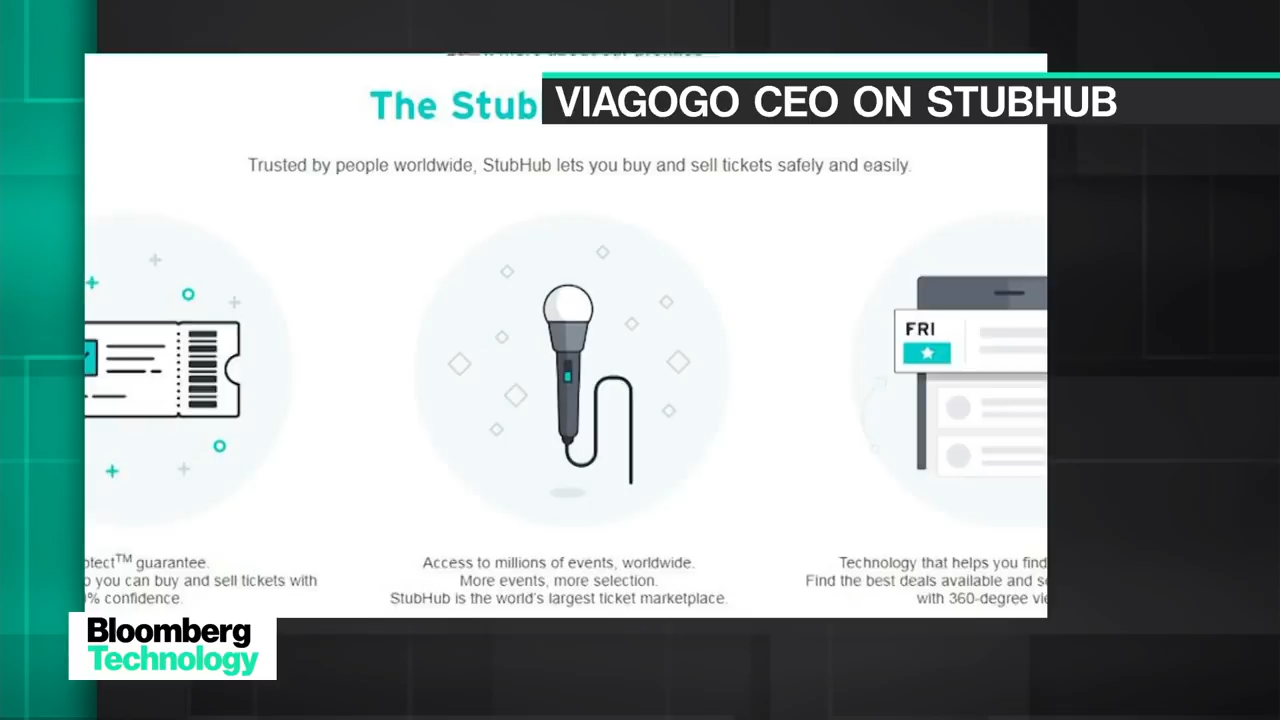 The Stub
VIAGOGO CEO ON STUBHUB
Trusted by people worldwide, StubHub lets you buy and sell tickets safely and easily.
FRI
otect™ guarantee.
o you can buy and sell tickets with
% confidence.
Access to millions of events, worldwide.
More events, more selection.
StubHub is the world's largest ticket marketplace.
Technology that helps you find
Find the best deals available and s
with 360-degree vi
Bloomberg
Technology